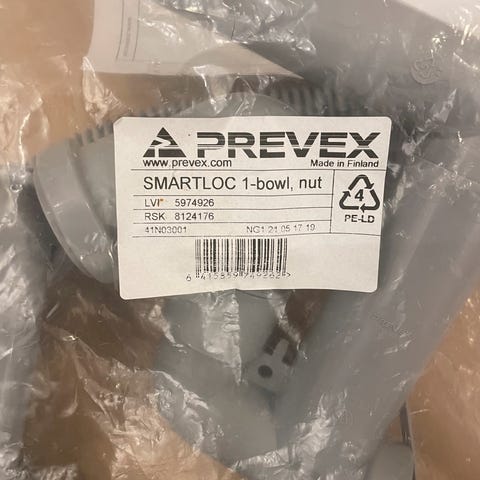 PREVEX
www.prevex.com Made in Finland
SMARTLOC 1-bowl, nut
LVI 5974926
RSK 8124176
41N03001 NG1 21 05 17 19
4
PE-LD